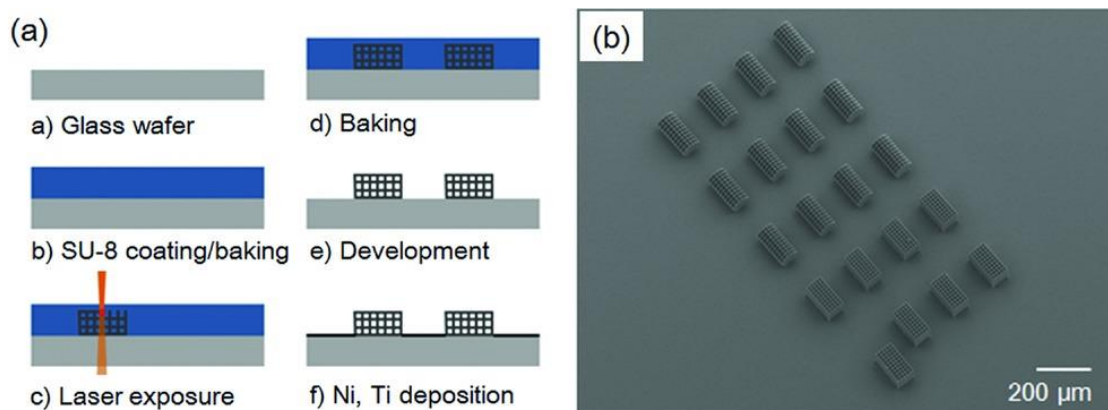 (a)
a) Glass wafer
b) SU-8 coating/baking
c) Laser exposure
d) Baking
e) Development
f) Ni, Ti deposition
(b)
200 µm